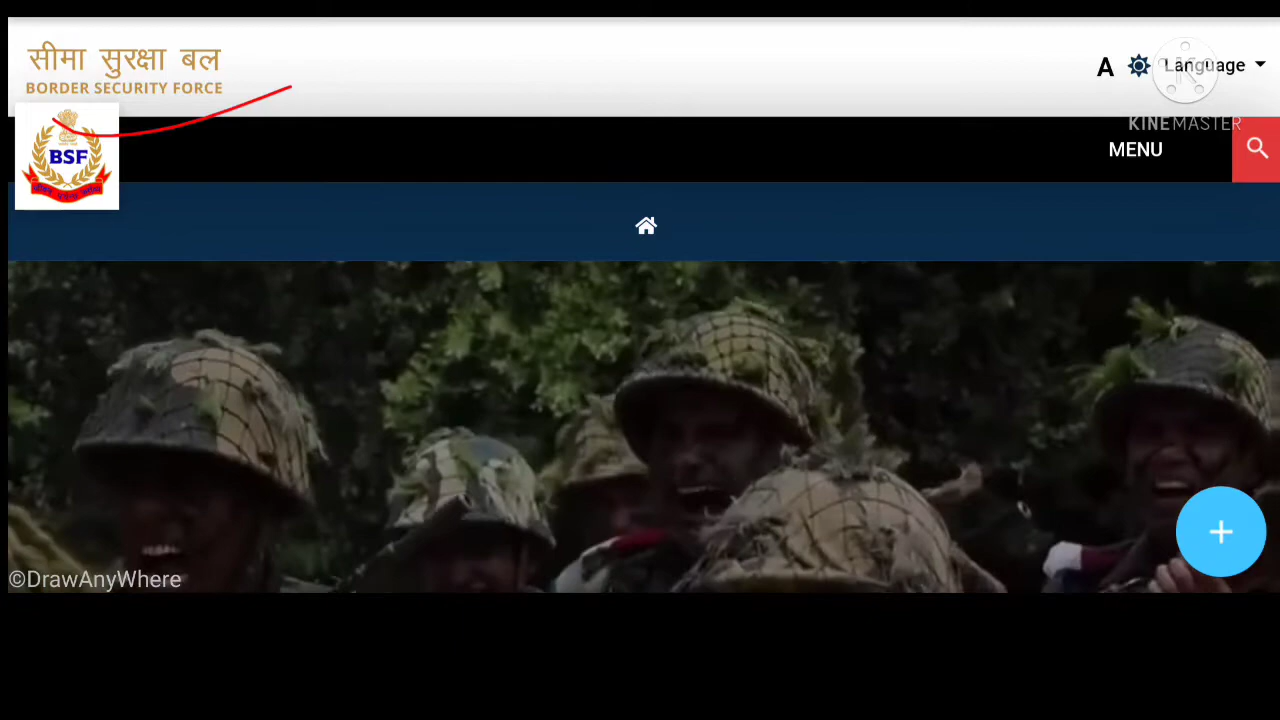 सीमा सुरक्षा बल
BORDER SECURITY FORCE
A Language
KINEMASTER
MENU
BSF
©DrawAnyWhere